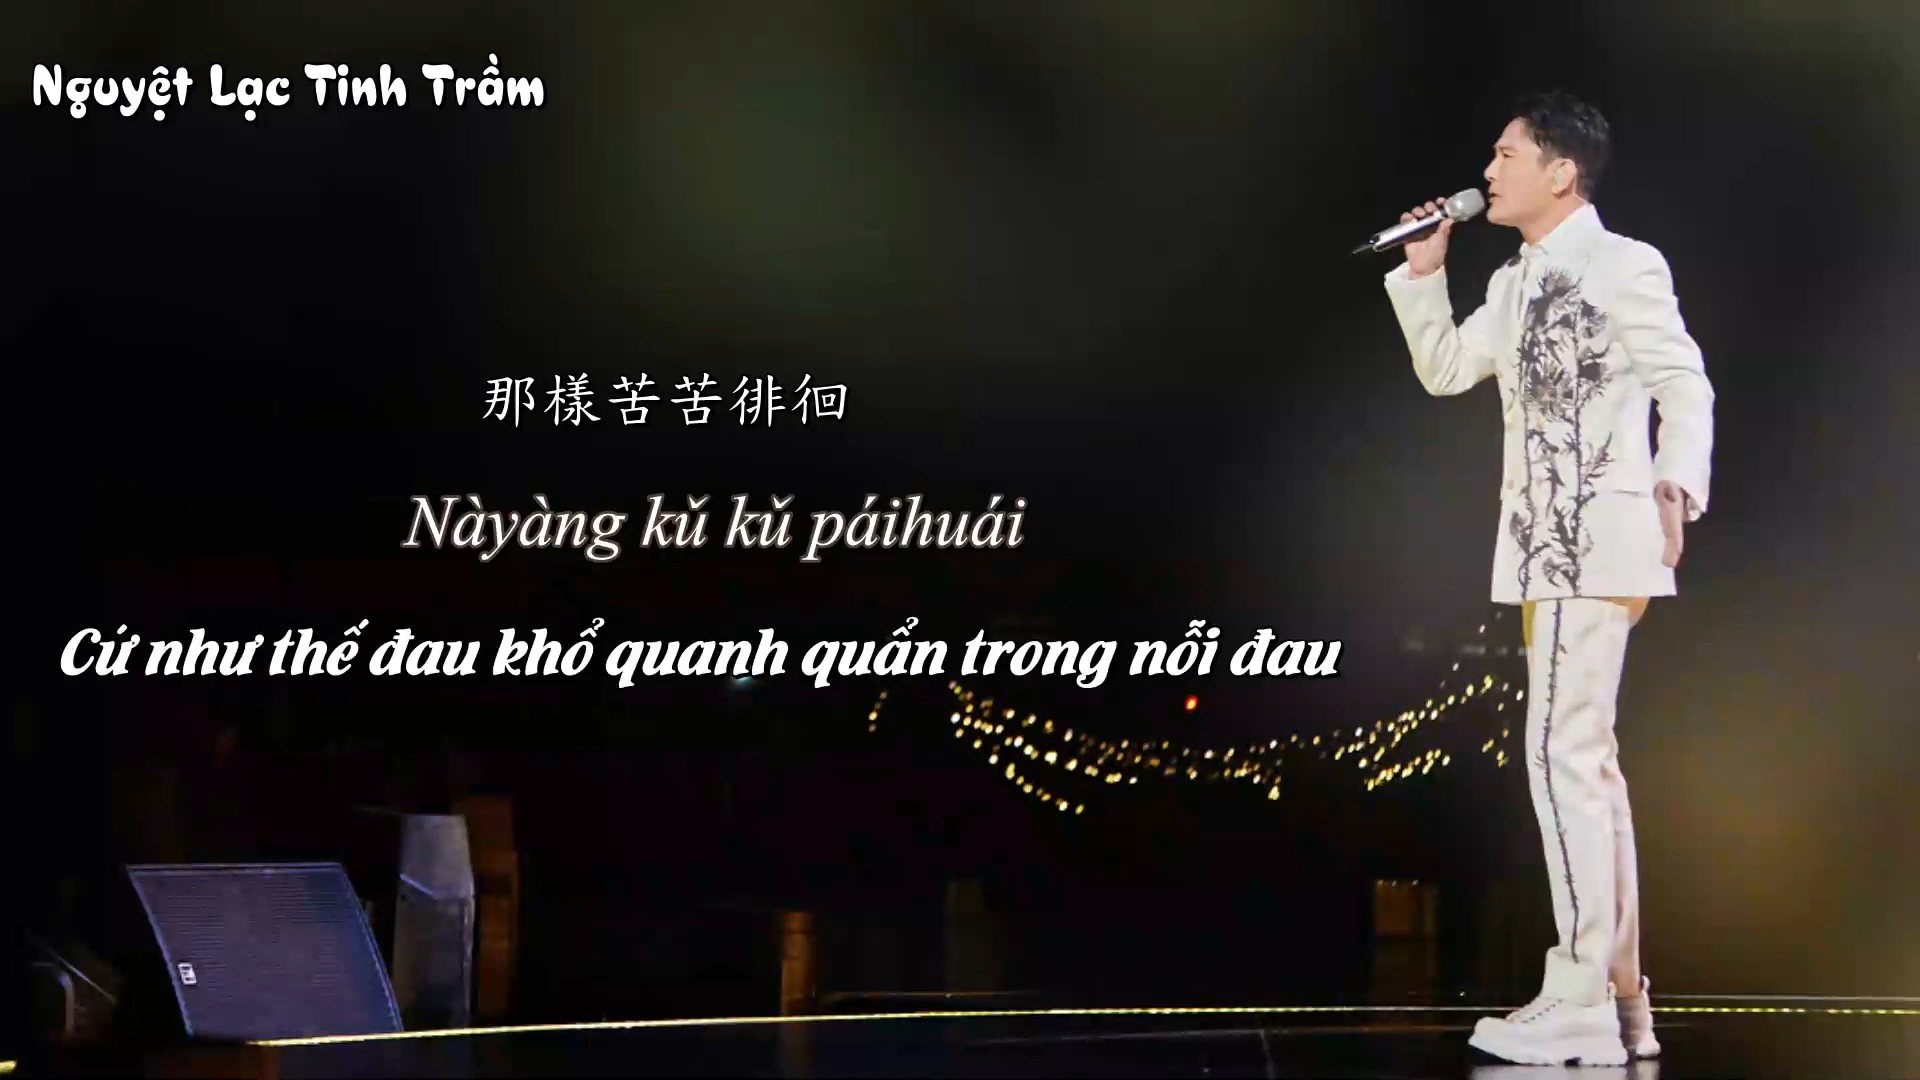 Nguyệt Lạc Tinh Trầm
那樣苦苦徘徊
Nàyàng kǔ kǔ páihuái
Cứ như thế đau khổ quanh quẩn trong nỗi đau